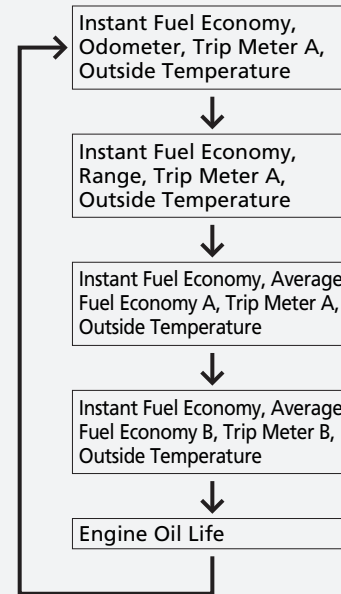 Instant Fuel Economy,
Odometer, Trip Meter A,
Outside Temperature
Instant Fuel Economy,
Range, Trip Meter A,
Outside Temperature
Instant Fuel Economy, Average
Fuel Economy A, Trip Meter A,
Outside Temperature
Instant Fuel Economy, Average
Fuel Economy B, Trip Meter B,
Outside Temperature
Engine Oil Life